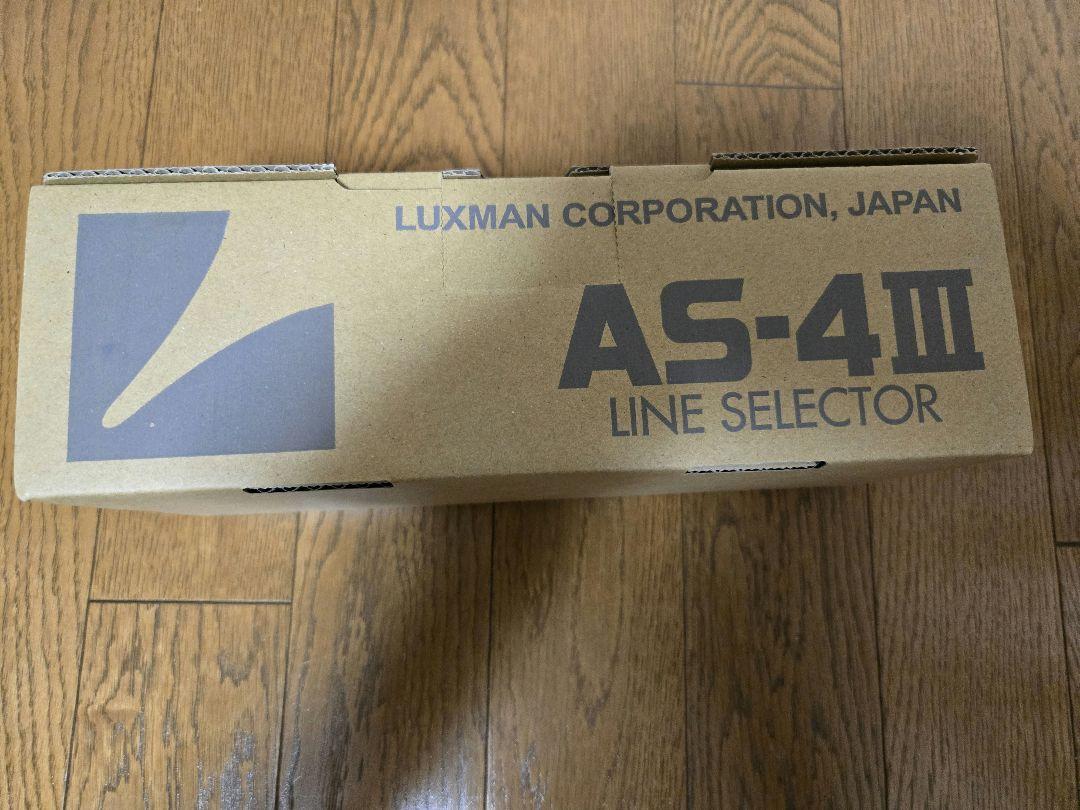 LUXMAN CORPORATION, JAPAN
AS-4III
LINE SELECTOR